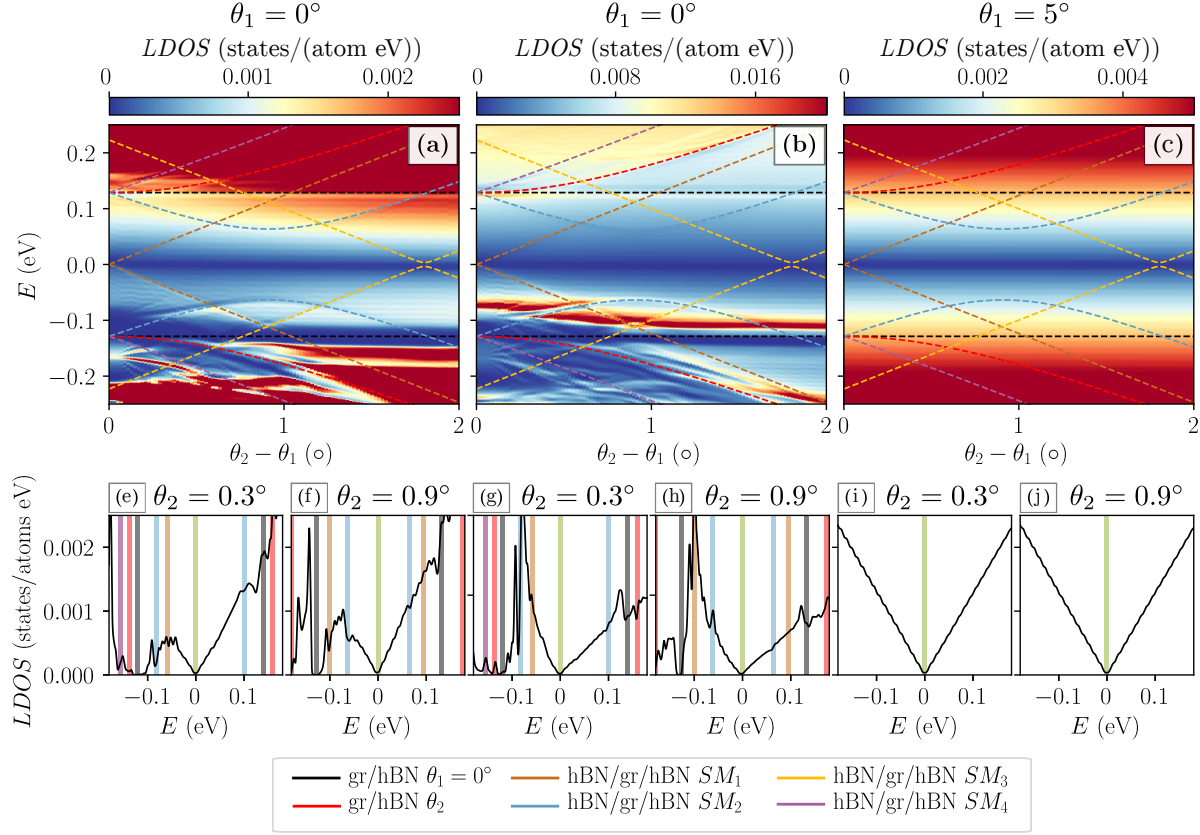 θ₁ = 0° θ₁ = 0° θ₁ = 5°
LDOS (states/(atom eV)) LDOS (states/(atom eV)) LDOS (states/(atom eV))
0 0.001 0.002 0 0.008 0.016 0 0.002 0.004
(a) (b) (c)
0.2
0.1
0.0
−0.1
−0.2
E (eV)
0 1 2 0 1 2 0 1 2
θ₂ − θ₁ (○) θ₂ − θ₁ (○) θ₂ − θ₁ (○)
(e) θ₂ = 0.3° (f) θ₂ = 0.9° (g) θ₂ = 0.3° (h) θ₂ = 0.9° (i) θ₂ = 0.3° (j) θ₂ = 0.9°
LDOS (states/atoms eV)
0.002
0.001
0.000
−0.1 0 0.1 −0.1 0 0.1 −0.1 0 0.1 −0.1 0 0.1 −0.1 0 0.1 −0.1 0 0.1
E (eV) E (eV) E (eV) E (eV) E (eV) E (eV)
gr/hBN θ₁ = 0° hBN/gr/hBN SM₁ hBN/gr/hBN SM₃
gr/hBN θ₂ hBN/gr/hBN SM₂ hBN/gr/hBN SM₄